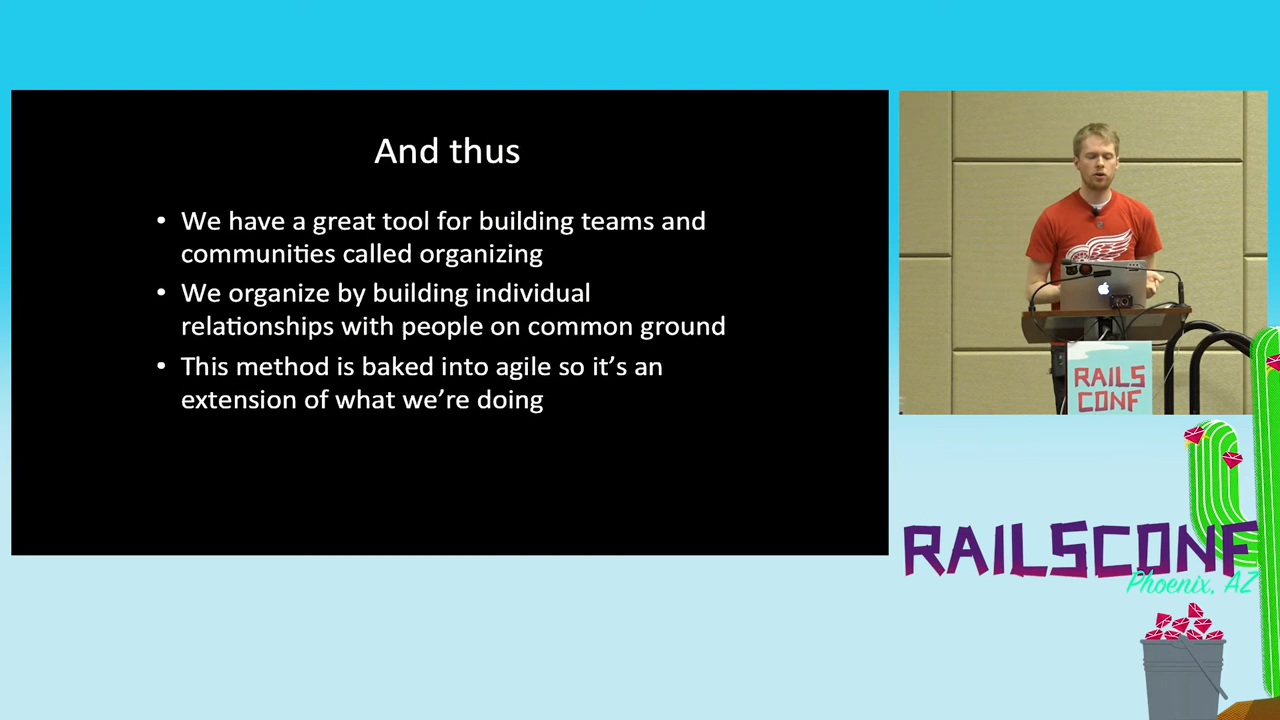 And thus
• We have a great tool for building teams and
communities called organizing
• We organize by building individual
relationships with people on common ground
• This method is baked into agile so it's an
extension of what we're doing
RAILS
CONF
RAILSCONF
Phoenix, AZ